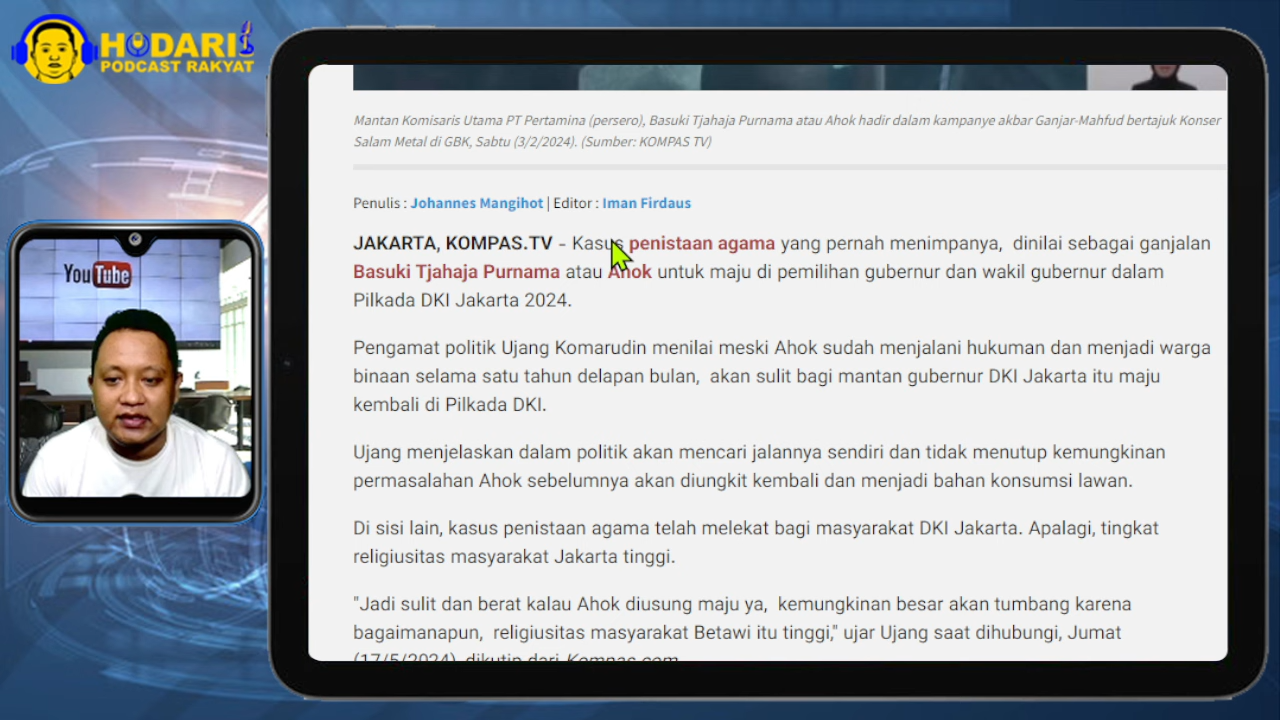 HODARI
PODCAST RAKYAT
YouTube
Mantan Komisaris Utama PT Pertamina (persero), Basuki Tjahaja Purnama atau Ahok hadir dalam kampanye akbar Ganjar-Mahfud bertajuk Konser
Salam Metal di GBK, Sabtu (3/2/2024). (Sumber: KOMPAS TV)
Penulis : Johannes Mangihot | Editor : Iman Firdaus
JAKARTA, KOMPAS.TV - Kasus penistaan agama yang pernah menimpanya, dinilai sebagai ganjalan
Basuki Tjahaja Purnama atau Ahok untuk maju di pemilihan gubernur dan wakil gubernur dalam
Pilkada DKI Jakarta 2024.
Pengamat politik Ujang Komarudin menilai meski Ahok sudah menjalani hukuman dan menjadi warga
binaan selama satu tahun delapan bulan, akan sulit bagi mantan gubernur DKI Jakarta itu maju
kembali di Pilkada DKI.
Ujang menjelaskan dalam politik akan mencari jalannya sendiri dan tidak menutup kemungkinan
permasalahan Ahok sebelumnya akan diungkit kembali dan menjadi bahan konsumsi lawan.
Di sisi lain, kasus penistaan agama telah melekat bagi masyarakat DKI Jakarta. Apalagi, tingkat
religiusitas masyarakat Jakarta tinggi.
"Jadi sulit dan berat kalau Ahok diusung maju ya, kemungkinan besar akan tumbang karena
bagaimanapun, religiusitas masyarakat Betawi itu tinggi," ujar Ujang saat dihubungi, Jumat
(17/5/2024), dikutip dari Kompas.com